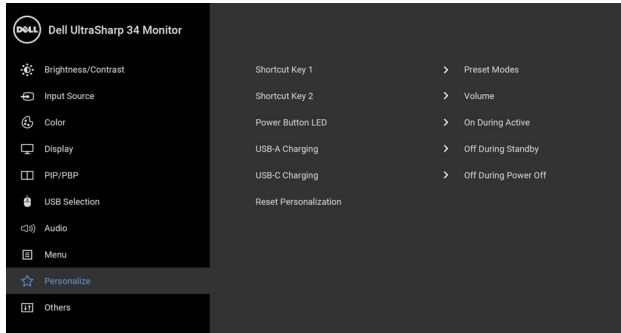 DELL Dell UltraSharp 34 Monitor
Brightness/Contrast Shortcut Key 1 > Preset Modes
Input Source Shortcut Key 2 > Volume
Color Power Button LED > On During Active
Display USB-A Charging > Off During Standby
PIP/PBP USB-C Charging > Off During Power Off
USB Selection Reset Personalization
Audio
Menu
Personalize
Others